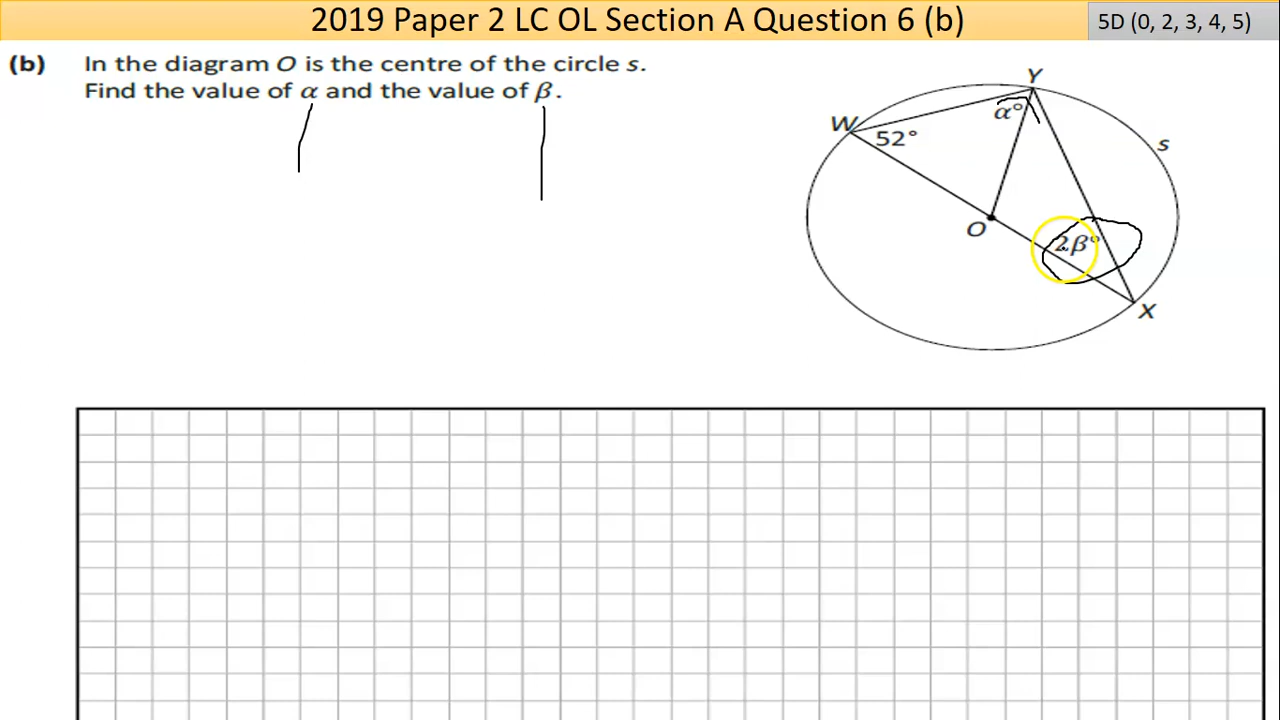 2019 Paper 2 LC OL Section A Question 6 (b)
5D (0, 2, 3, 4, 5)
(b) In the diagram O is the centre of the circle s.
Find the value of α and the value of β.
Y
W
α°
52°
s
O
2β°
X